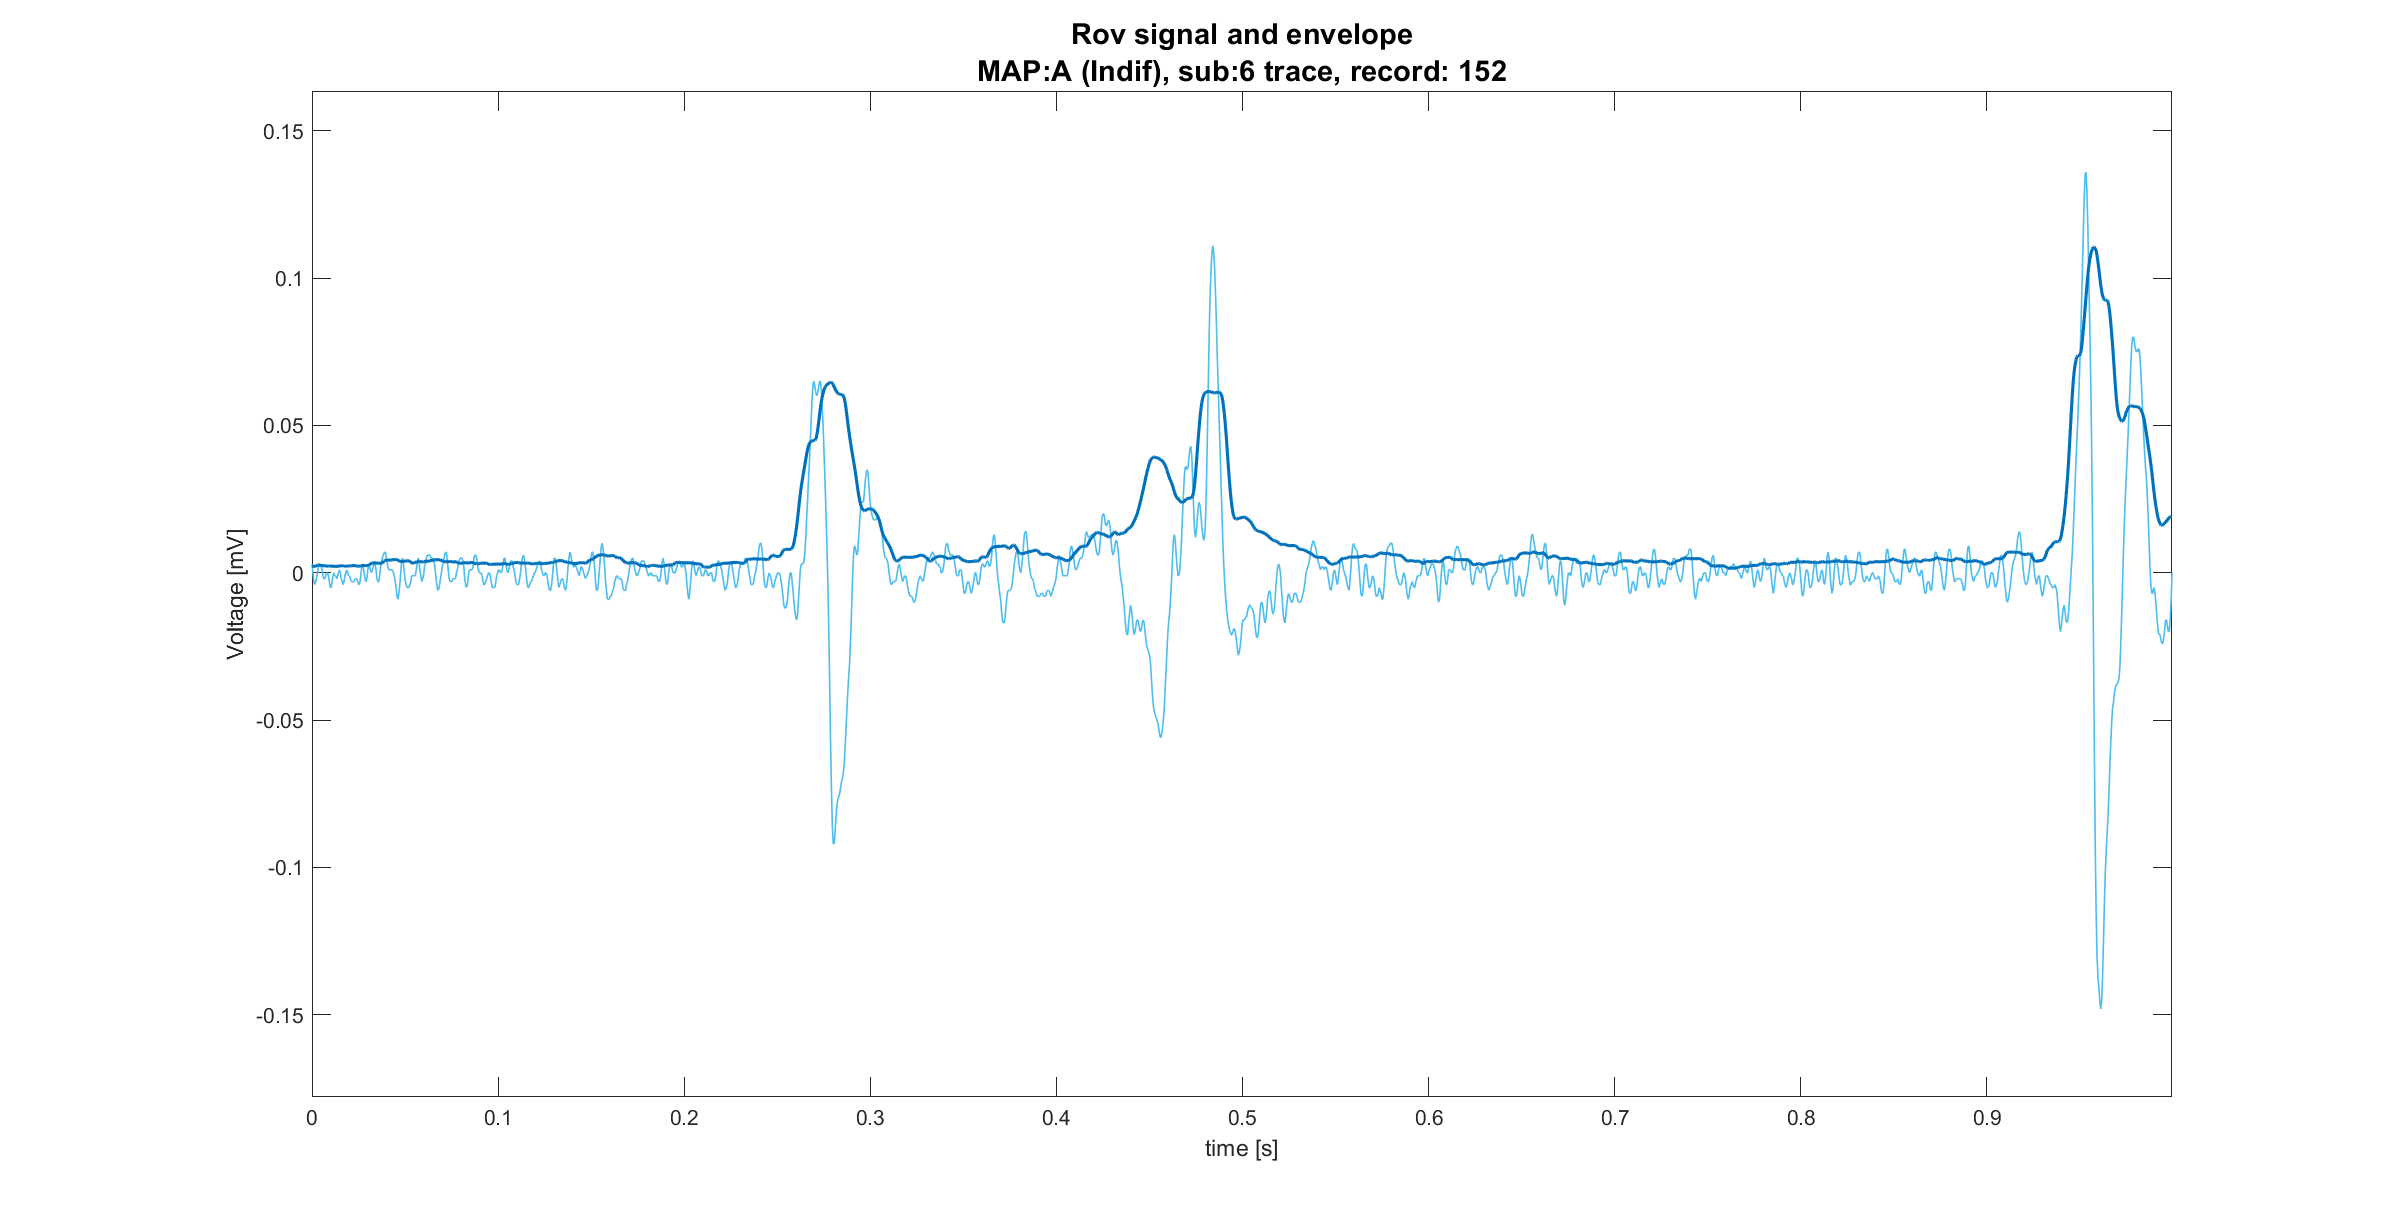 Rov signal and envelope
MAP:A (Indif), sub:6 trace, record: 152
0.15
0.1
0.05
0
-0.05
-0.1
-0.15
Voltage [mV]
0 0.1 0.2 0.3 0.4 0.5 0.6 0.7 0.8 0.9
time [s]